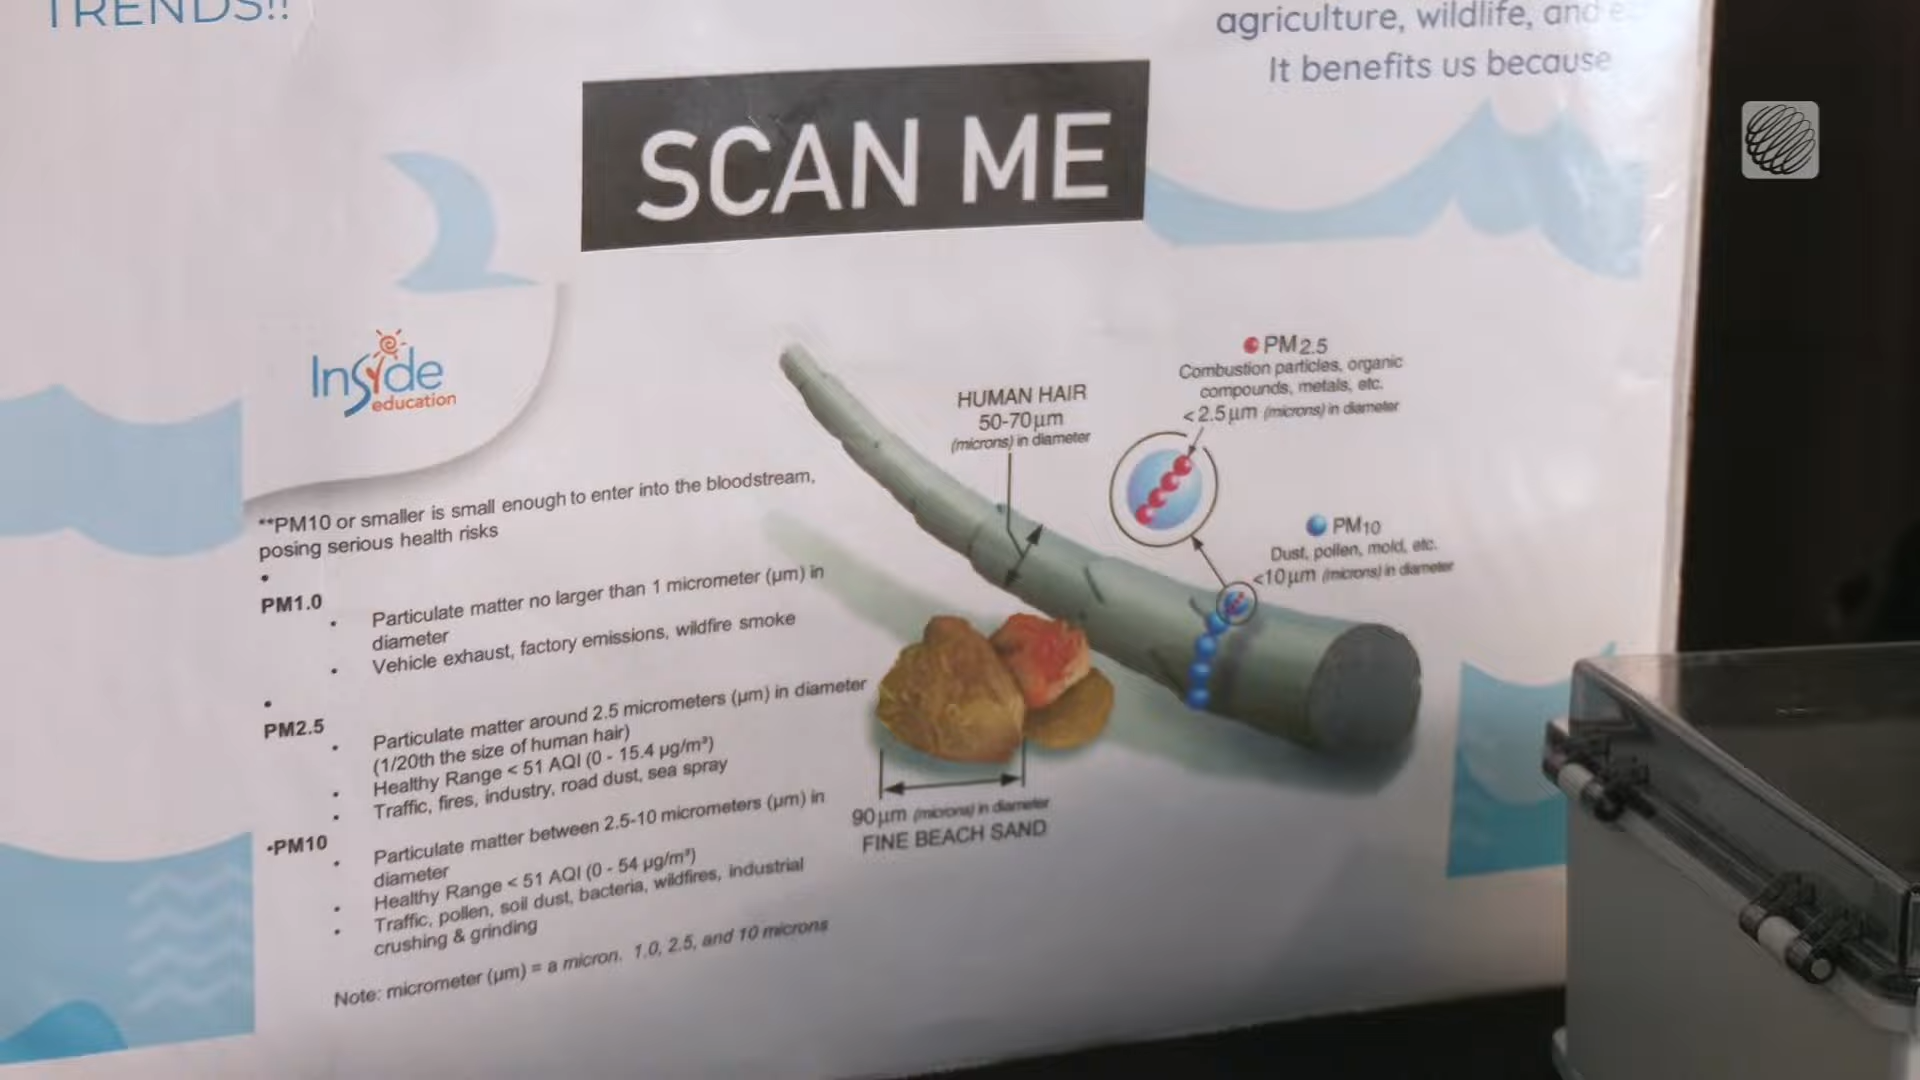 TRENDS!!
agriculture, wildlife, and
It benefits us because
SCAN ME
Inside
education
**PM10 or smaller is small enough to enter into the bloodstream,
posing serious health risks
•
PM1.0
• Particulate matter no larger than 1 micrometer (µm) in
diameter
• Vehicle exhaust, factory emissions, wildfire smoke
•
PM2.5
• Particulate matter around 2.5 micrometers (µm) in diameter
(1/20th the size of human hair)
• Healthy Range < 51 AQI (0 - 15.4 µg/m³)
• Traffic, fires, industry, road dust, sea spray
•PM10
• Particulate matter between 2.5-10 micrometers (µm) in
diameter
• Healthy Range < 51 AQI (0 - 54 µg/m³)
• Traffic, pollen, soil dust, bacteria, wildfires, industrial
crushing & grinding
Note: micrometer (µm) = a micron. 1.0, 2.5, and 10 microns
HUMAN HAIR
50-70µm
(microns) in diameter
PM2.5
Combustion particles, organic
compounds, metals, etc.
<2.5µm (microns) in diameter
PM10
Dust, pollen, mold, etc.
<10µm (microns) in diameter
90µm (microns) in diameter
FINE BEACH SAND